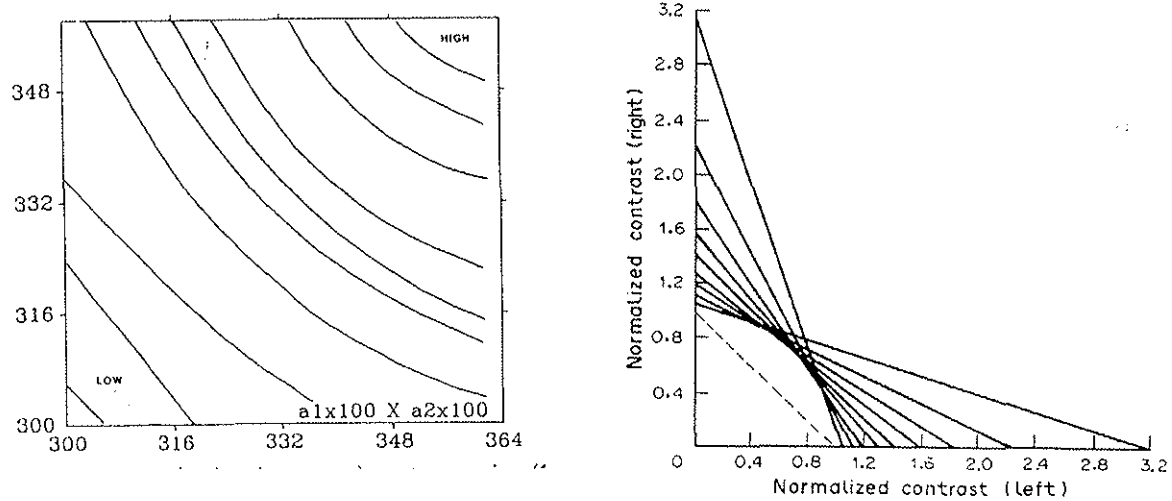 HIGH
348
332
316
300
LOW
a1x100 X a2x100
300 316 332 348 364
Normalized contrast (right)
3.2
2.8
2.4
2.0
1.6
1.2
0.8
0.4
0 0.4 0.8 1.2 1.6 2.0 2.4 2.8 3.2
Normalized contrast (left)